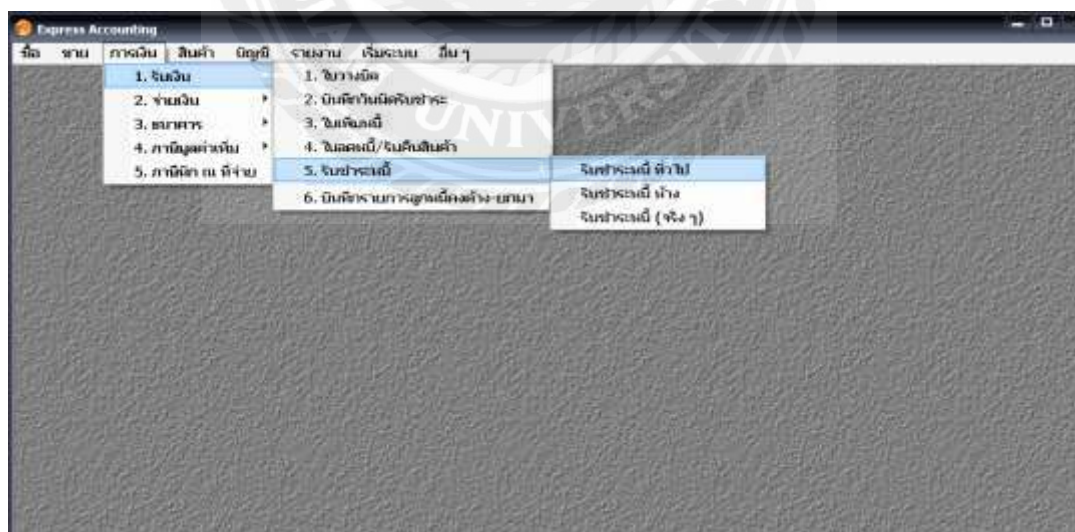 Express Accounting
ซื้อ ขาย การเงิน สินค้า บัญชี รายงาน เริ่มระบบ อื่น ๆ
1. รับเงิน
2. จ่ายเงิน
3. ธนาคาร
4. ภาษีมูลค่าเพิ่ม
5. ภาษีหัก ณ ที่จ่าย
1. ใบวางบิล
2. บันทึกวันนัดรับชำระ
3. ใบเพิ่มหนี้
4. ใบลดหนี้/รับคืนสินค้า
5. รับชำระหนี้
6. บันทึกรายการลูกหนี้คงค้าง-ยกมา
รับชำระหนี้ ทั่วไป
รับชำระหนี้ ห้าง
รับชำระหนี้ (จริง ๆ)
UNIVERSITY